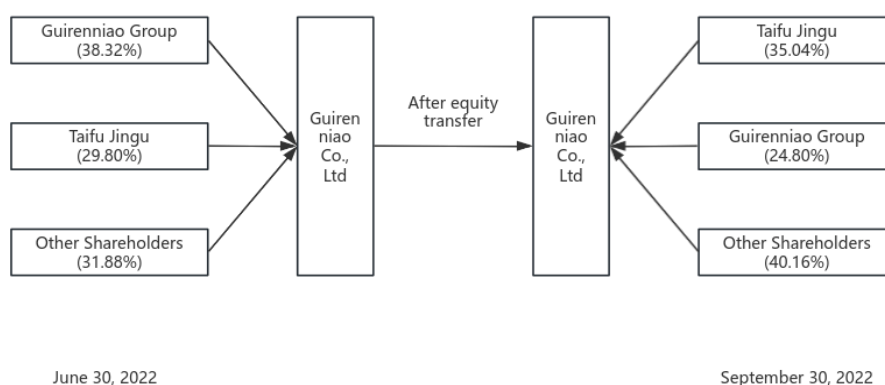 Guirenniao Group
(38.32%)
Taifu Jingu
(29.80%)
Other Shareholders
(31.88%)
Guiren
niao
Co.,
Ltd
After equity
transfer
Guiren
niao
Co.,
Ltd
Taifu Jingu
(35.04%)
Guirenniao Group
(24.80%)
Other Shareholders
(40.16%)
June 30, 2022
September 30, 2022